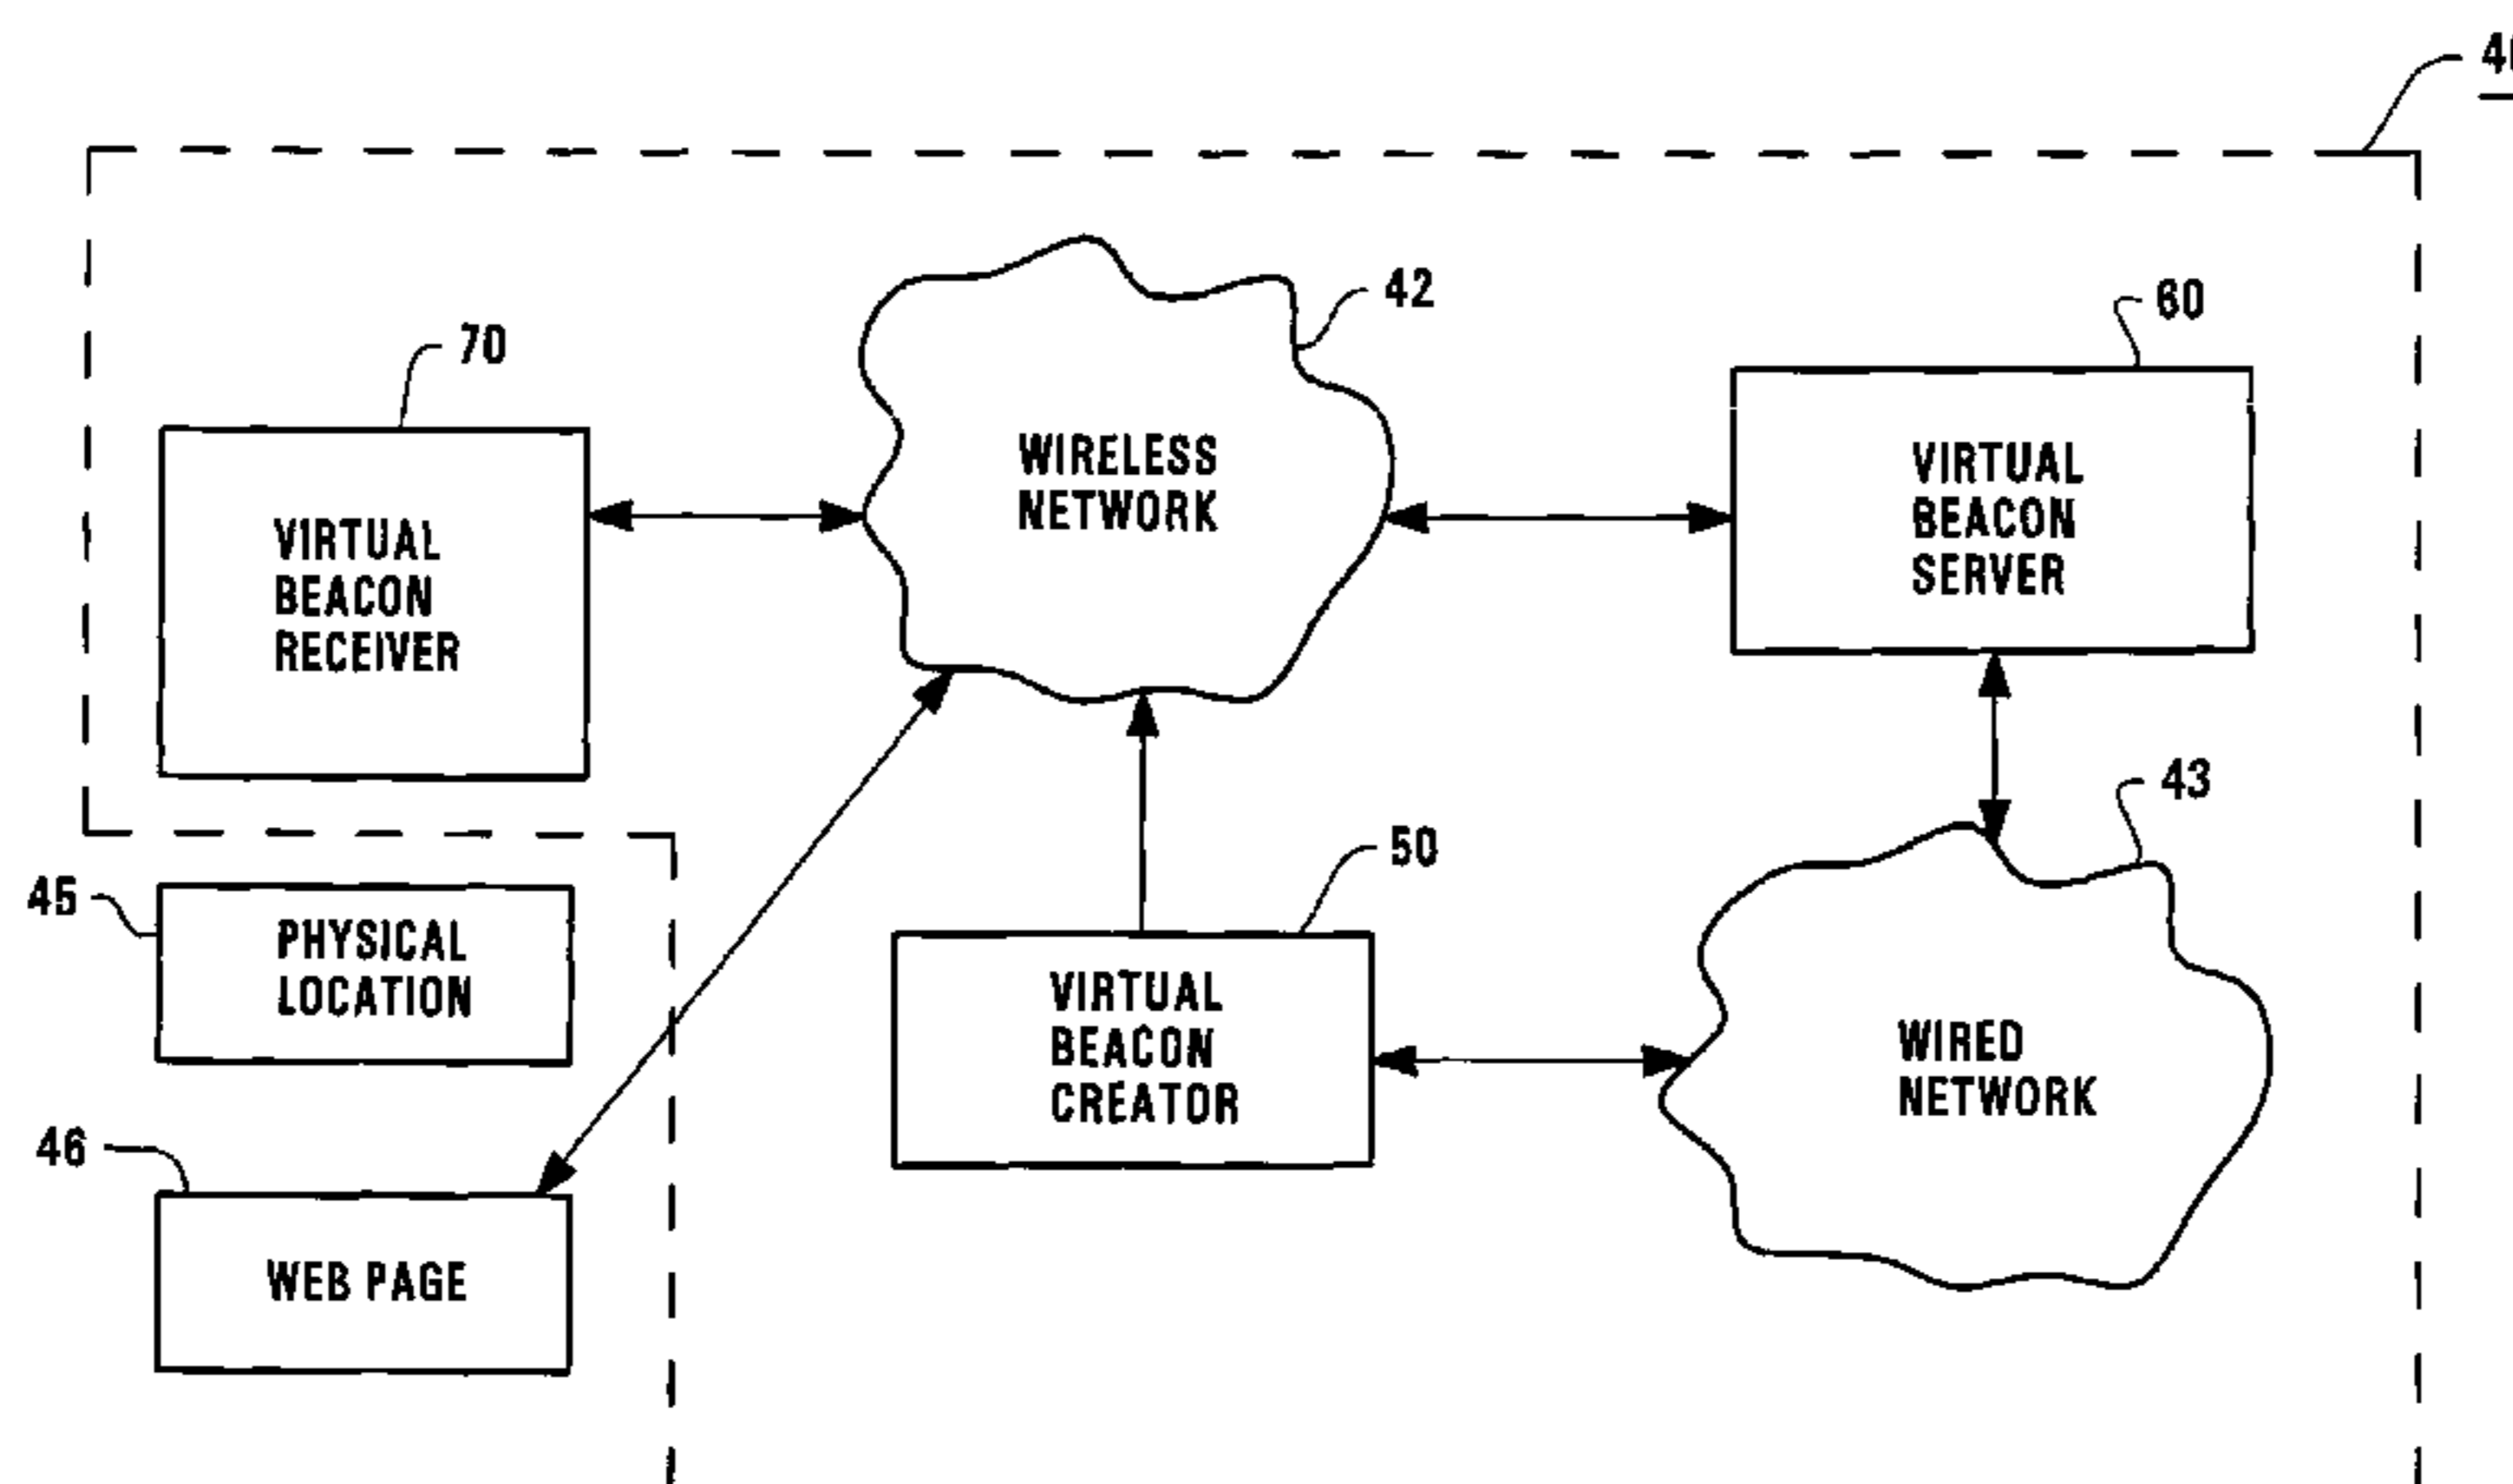 42
60
70
WIRELESS
NETWORK
VIRTUAL
BEACON
SERVER
VIRTUAL
BEACON
RECEIVER
43
50
45
PHYSICAL
LOCATION
VIRTUAL
BEACON
CREATOR
WIRED
NETWORK
46
WEB PAGE